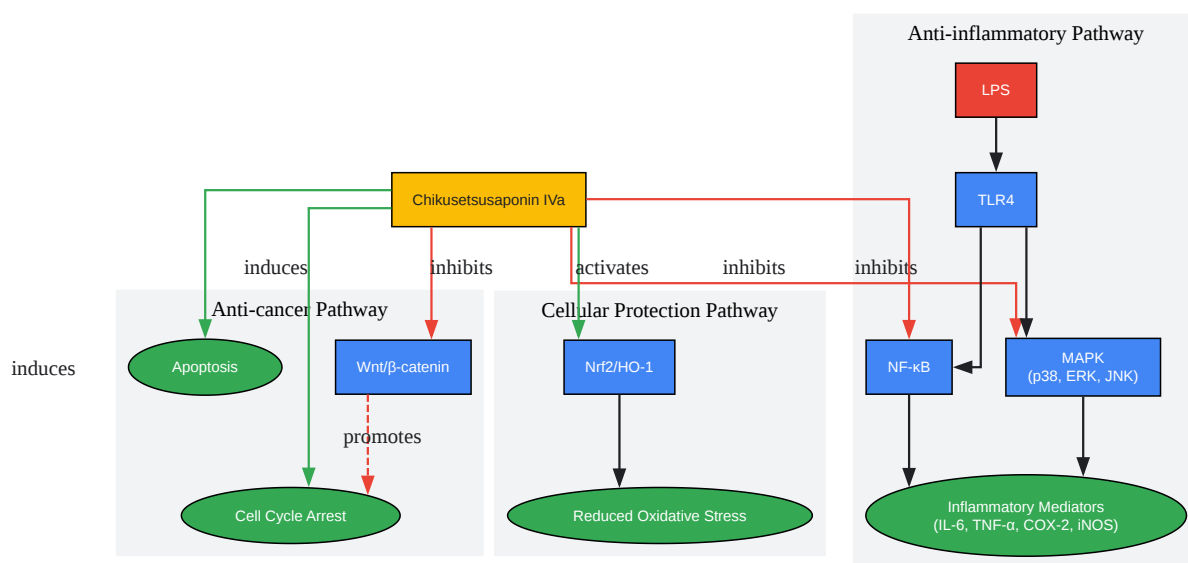 Anti-inflammatory Pathway
LPS
Chikusetsusaponin IVa
TLR4
induces
inhibits
activates
inhibits
inhibits
Anti-cancer Pathway
Cellular Protection Pathway
induces
Apoptosis
Wnt/β-catenin
Nrf2/HO-1
NF-κB
MAPK
(p38, ERK, JNK)
promotes
Cell Cycle Arrest
Reduced Oxidative Stress
Inflammatory Mediators
(IL-6, TNF-α, COX-2, iNOS)